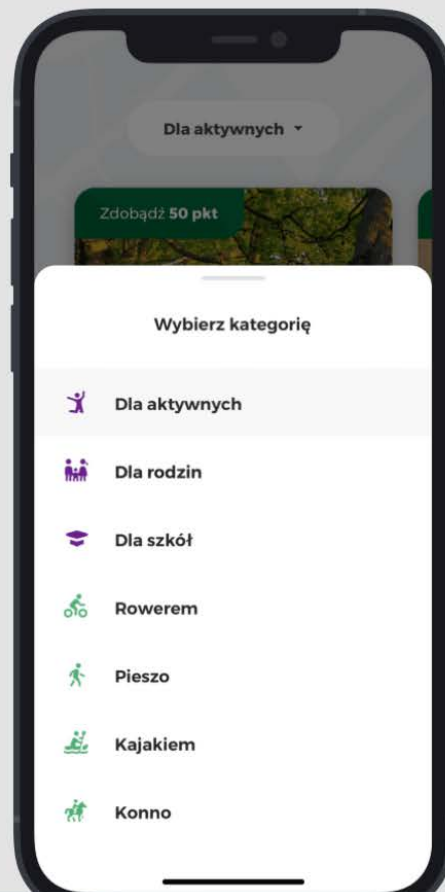 Dla aktywnych
Zdobądź 50 pkt
Wybierz kategorię
Dla aktywnych
Dla rodzin
Dla szkół
Rowerem
Pieszo
Kajakiem
Konno